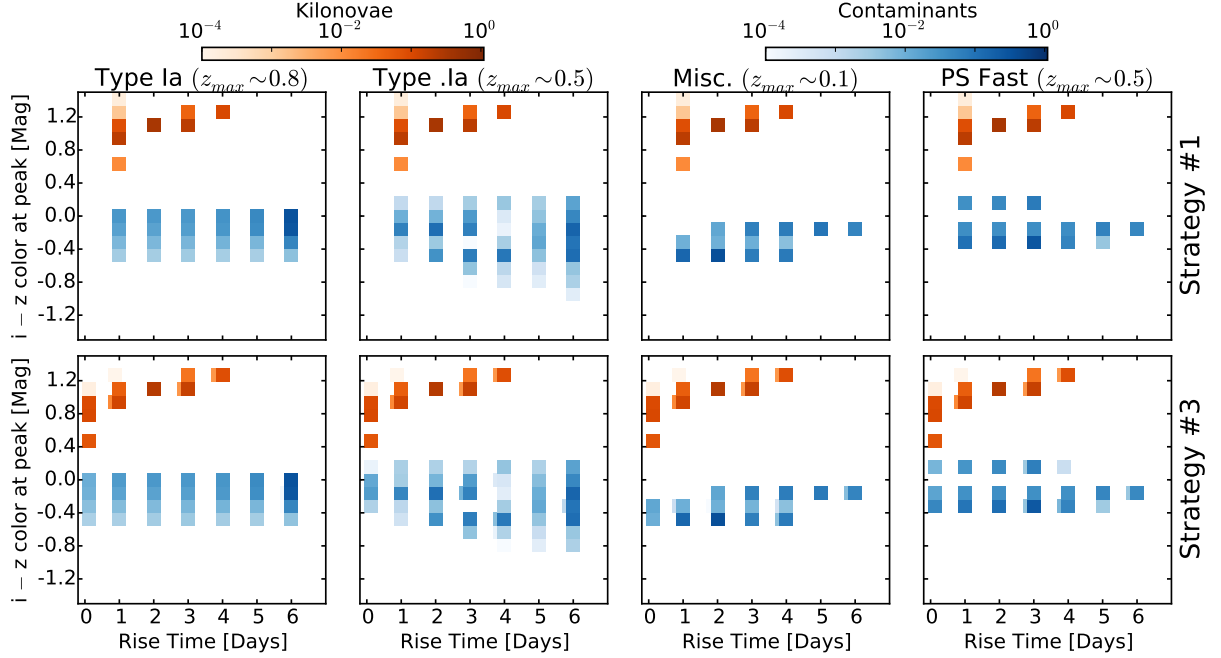 Kilonovae Contaminants
10^-4 10^-2 10^0 10^-4 10^-2 10^0
Type Ia (z_max~0.8) Type .Ia (z_max~0.5) Misc. (z_max~0.1) PS Fast (z_max~0.5)
i − z color at peak [Mag]
1.2
0.8
0.4
0.0
-0.4
-0.8
-1.2
Strategy #1
i − z color at peak [Mag]
1.2
0.8
0.4
0.0
-0.4
-0.8
-1.2
Strategy #3
0 1 2 3 4 5 6 0 1 2 3 4 5 6 0 1 2 3 4 5 6 0 1 2 3 4 5 6
Rise Time [Days] Rise Time [Days] Rise Time [Days] Rise Time [Days]